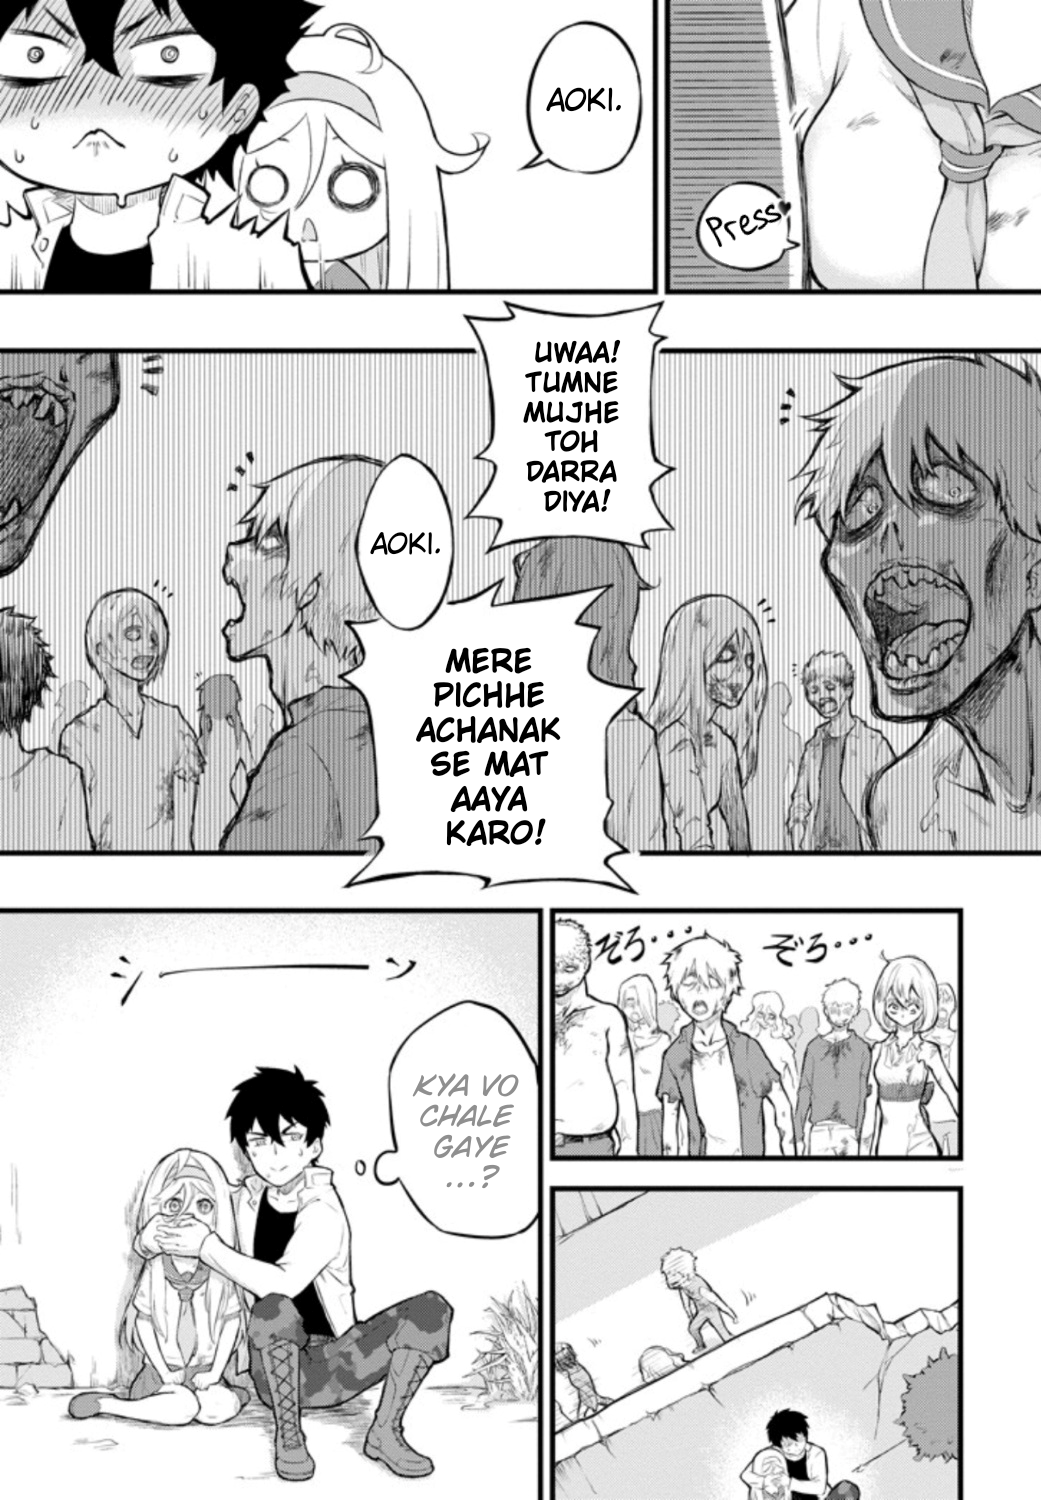 Press
AOKI.
UWAA!
TUMNE
MUJHE
TOH
DARRA
DIYA!
AOKI.
MERE
PICHHE
ACHANAK
SE MAT
AAYA
KARO!
ぞろ・・・
ぞろ・・・
シーーン
KYA VO
CHALE
GAYE
...?